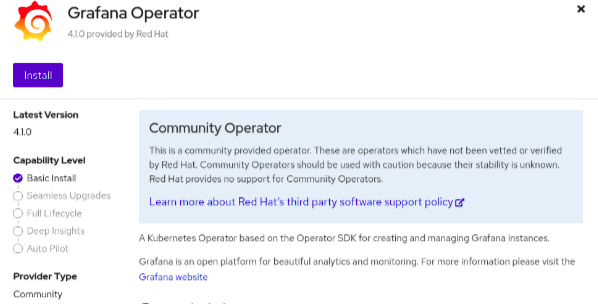 Grafana Operator
4.1.0 provided by Red Hat
Install
Latest Version
4.1.0
Capability Level
Basic Install
Seamless Upgrades
Full Lifecycle
Deep Insights
Auto Pilot
Provider Type
Community
Community Operator
This is a community provided operator. These are operators which have not been vetted or verified
by Red Hat. Community Operators should be used with caution because their stability is unknown.
Red Hat provides no support for Community Operators.
Learn more about Red Hat's third party software support policy
A Kubernetes Operator based on the Operator SDK for creating and managing Grafana instances.
Grafana is an open platform for beautiful analytics and monitoring. For more information please visit the
Grafana website